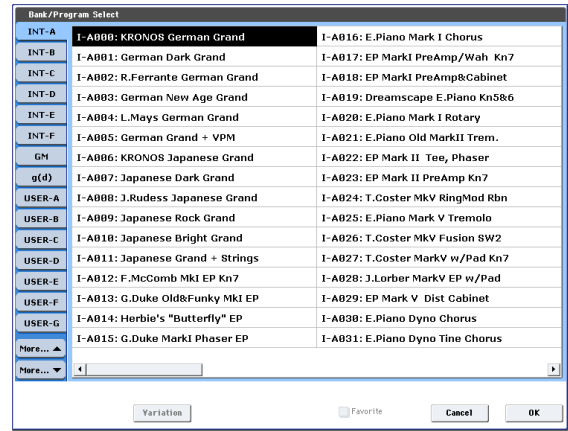 Bank/Program Select
INT-A
INT-B
INT-C
INT-D
INT-E
INT-F
GM
g(d)
USER-A
USER-B
USER-C
USER-D
USER-E
USER-F
USER-G
More...
More...
I-A000: KRONOS German Grand
I-A001: German Dark Grand
I-A002: R.Ferrante German Grand
I-A003: German New Age Grand
I-A004: L.Mays German Grand
I-A005: German Grand + VPM
I-A006: KRONOS Japanese Grand
I-A007: Japanese Dark Grand
I-A008: J.Rudess Japanese Grand
I-A009: Japanese Rock Grand
I-A010: Japanese Bright Grand
I-A011: Japanese Grand + Strings
I-A012: F.McComb MkI EP Kn7
I-A013: G.Duke Old&Funky MkI EP
I-A014: Herbie's "Butterfly" EP
I-A015: G.Duke MarkI Phaser EP
I-A016: E.Piano Mark I Chorus
I-A017: EP MarkI PreAmp/Wah Kn7
I-A018: EP MarkI PreAmp&Cabinet
I-A019: Dreamscape E.Piano Kn5&6
I-A020: E.Piano Mark I Rotary
I-A021: E.Piano Old MarkII Trem.
I-A022: EP Mark II Tee, Phaser
I-A023: EP Mark II PreAmp Kn7
I-A024: T.Coster MkV RingMod Rbn
I-A025: E.Piano Mark V Tremolo
I-A026: T.Coster MkV Fusion SW2
I-A027: T.Coster MarkV w/Pad Kn7
I-A028: J.Lorber MarkV EP w/Pad
I-A029: EP Mark V Dist Cabinet
I-A030: E.Piano Dyno Chorus
I-A031: E.Piano Dyno Tine Chorus
Variation
Favorite
Cancel
OK